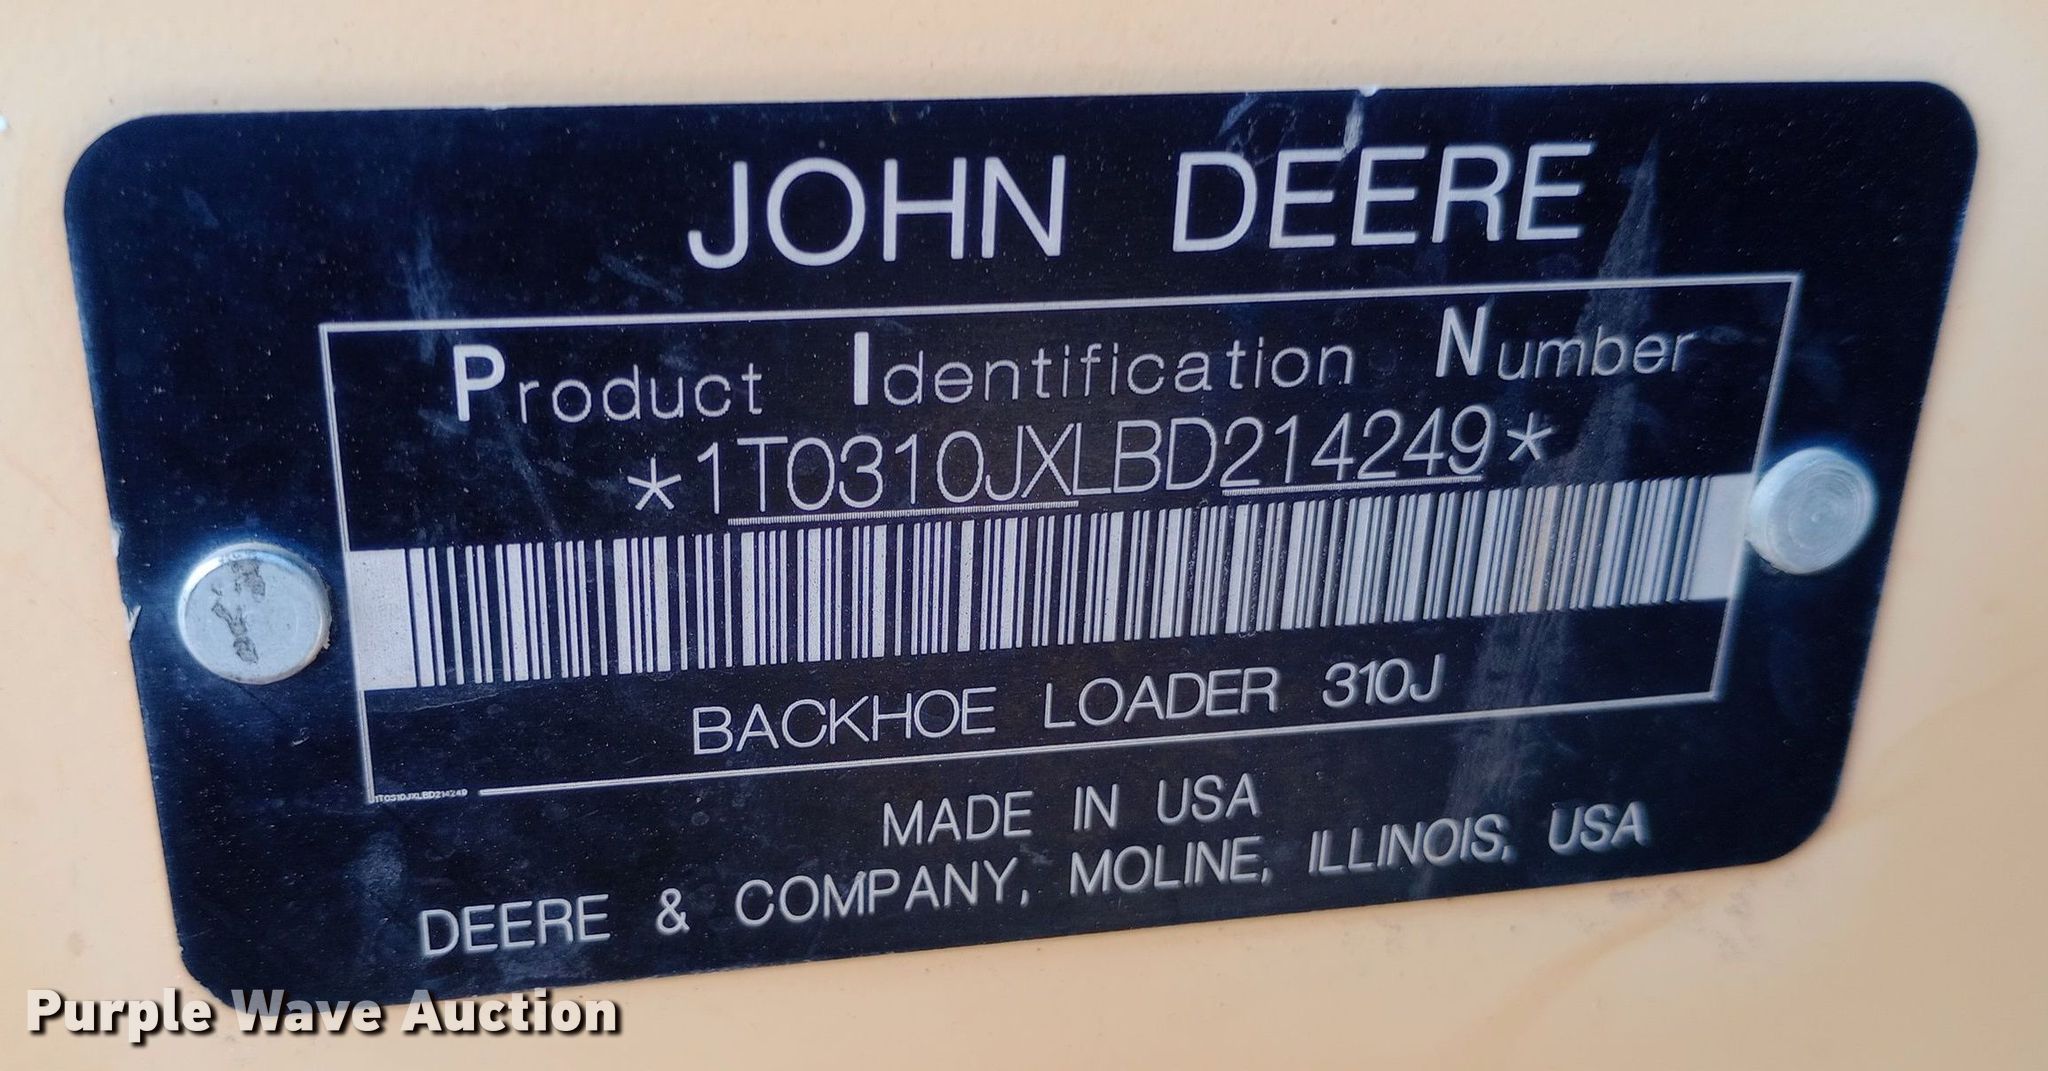 JOHN DEERE
Product Identification Number
*1T0310JXLBD214249*
BACKHOE LOADER 310J
1T0310JXLBD214249
MADE IN USA
DEERE & COMPANY, MOLINE, ILLINOIS, USA
Purple Wave Auction